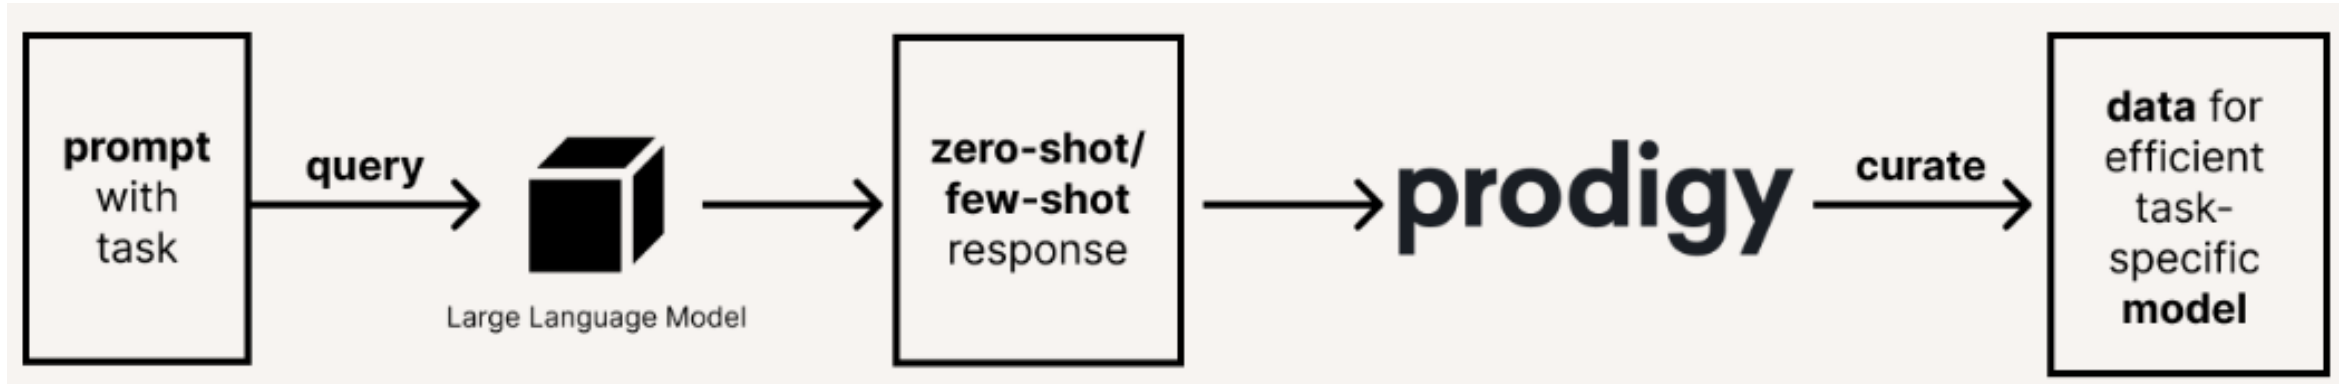 prompt
with
task
query
Large Language Model
zero-shot/
few-shot
response
prodigy
curate
data for
efficient
task-
specific
model